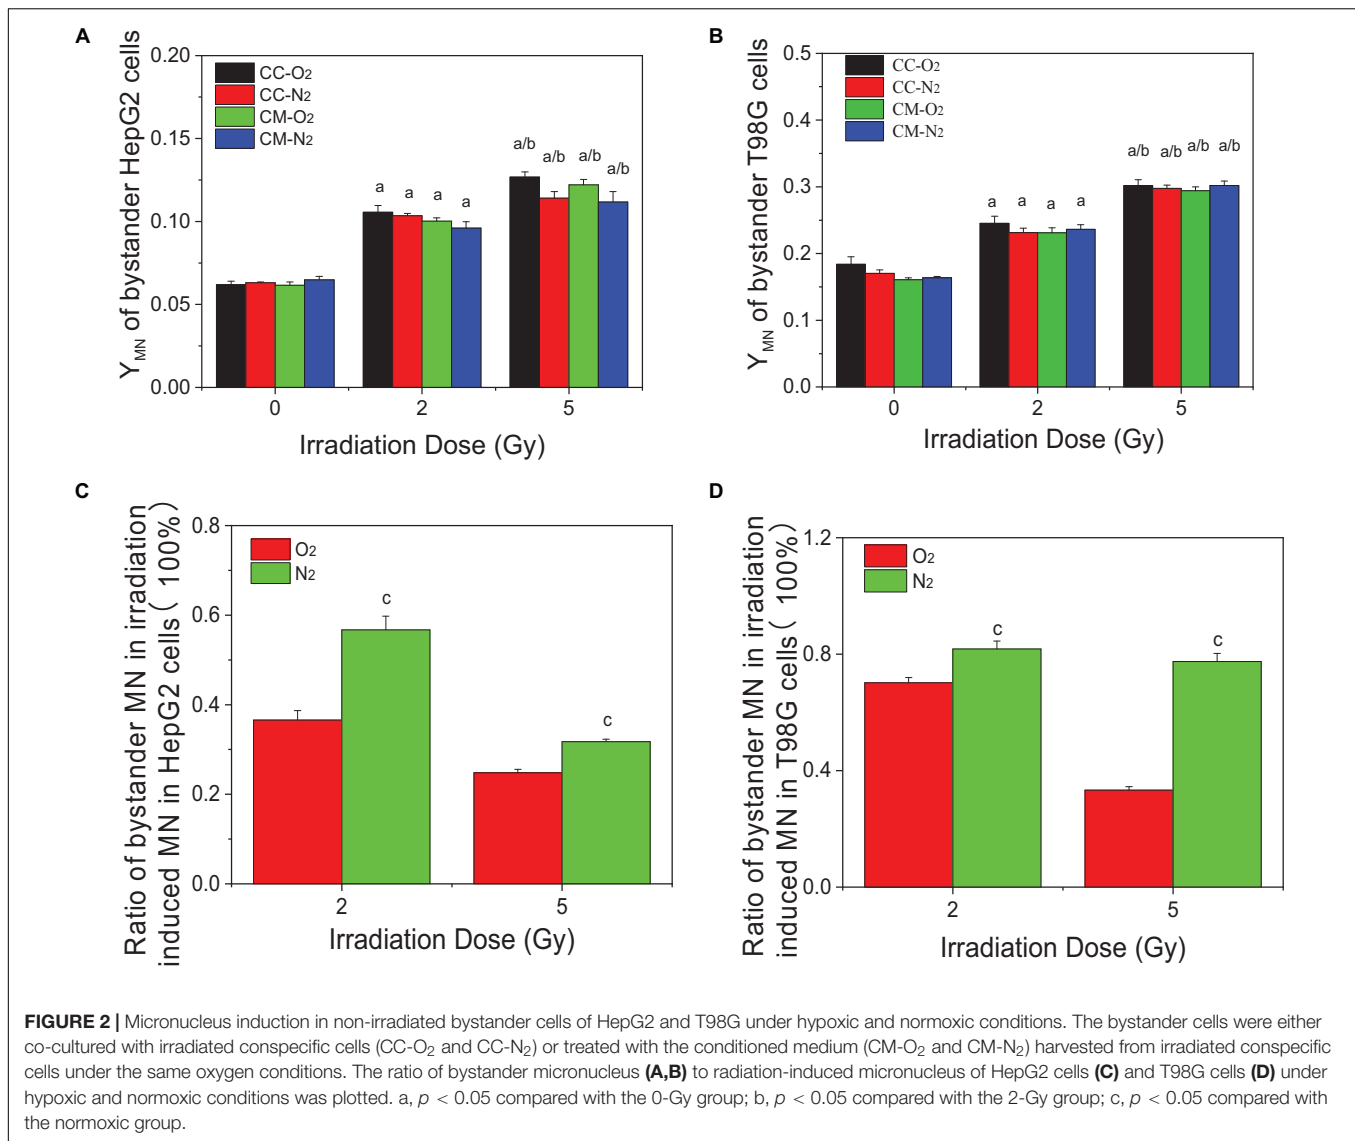 A
Y_MN of bystander HepG2 cells
0.20
0.15
0.10
0.05
0.00
CC-O2
CC-N2
CM-O2
CM-N2
a
a
a
a
a/b
a/b
a/b
a/b
0
2
5
Irradiation Dose (Gy)
B
Y_MN of bystander T98G cells
0.5
0.4
0.3
0.2
0.1
0.0
CC-O2
CC-N2
CM-O2
CM-N2
a
a
a
a
a/b
a/b
a/b
a/b
0
2
5
Irradiation Dose (Gy)
C
Ratio of bystander MN in irradiation
induced MN in HepG2 cells ( 100%)
0.8
0.6
0.4
0.2
0.0
O2
N2
c
c
2
5
Irradiation Dose (Gy)
D
Ratio of bystander MN in irradiation
induced MN in T98G cells ( 100%)
1.2
0.8
0.4
0.0
O2
N2
c
c
2
5
Irradiation Dose (Gy)
FIGURE 2 | Micronucleus induction in non-irradiated bystander cells of HepG2 and T98G under hypoxic and normoxic conditions. The bystander cells were either
co-cultured with irradiated conspecific cells (CC-O2 and CC-N2) or treated with the conditioned medium (CM-O2 and CM-N2) harvested from irradiated conspecific
cells under the same oxygen conditions. The ratio of bystander micronucleus (A,B) to radiation-induced micronucleus of HepG2 cells (C) and T98G cells (D) under
hypoxic and normoxic conditions was plotted. a, p < 0.05 compared with the 0-Gy group; b, p < 0.05 compared with the 2-Gy group; c, p < 0.05 compared with
the normoxic group.